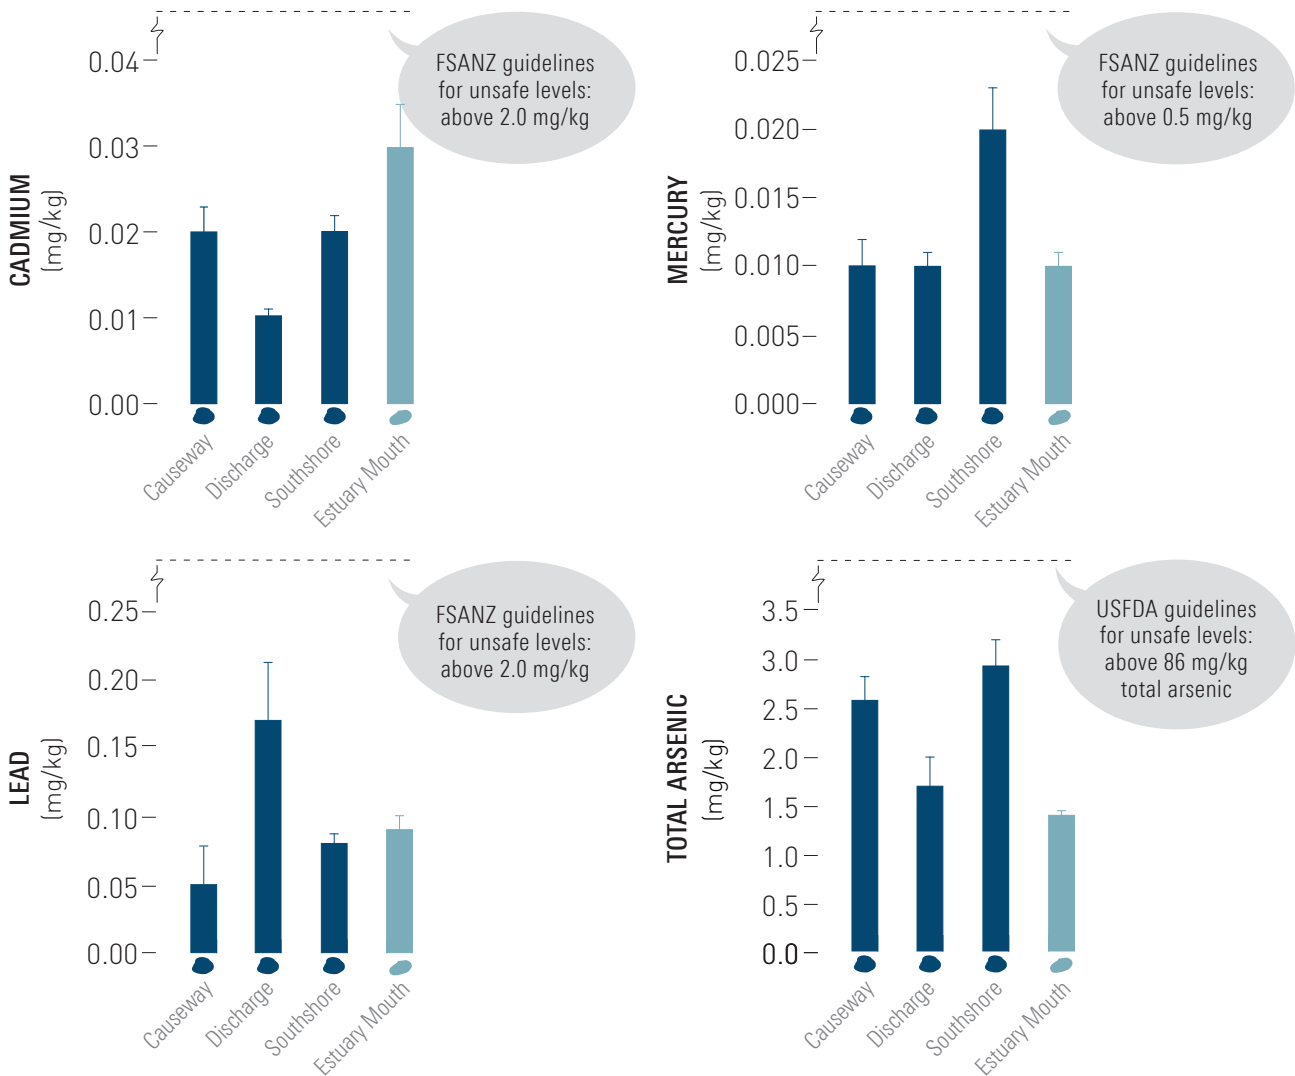 CADMIUM
(mg/kg)
0.04
0.03
0.02
0.01
0.00
Causeway
Discharge
Southshore
Estuary Mouth
FSANZ guidelines
for unsafe levels:
above 2.0 mg/kg
MERCURY
(mg/kg)
0.025
0.020
0.015
0.010
0.005
0.000
Causeway
Discharge
Southshore
Estuary Mouth
FSANZ guidelines
for unsafe levels:
above 0.5 mg/kg
LEAD
(mg/kg)
0.25
0.20
0.15
0.10
0.05
0.00
Causeway
Discharge
Southshore
Estuary Mouth
FSANZ guidelines
for unsafe levels:
above 2.0 mg/kg
TOTAL ARSENIC
(mg/kg)
3.5
3.0
2.5
2.0
1.5
1.0
0.5
0.0
Causeway
Discharge
Southshore
Estuary Mouth
USFDA guidelines
for unsafe levels:
above 86 mg/kg
total arsenic